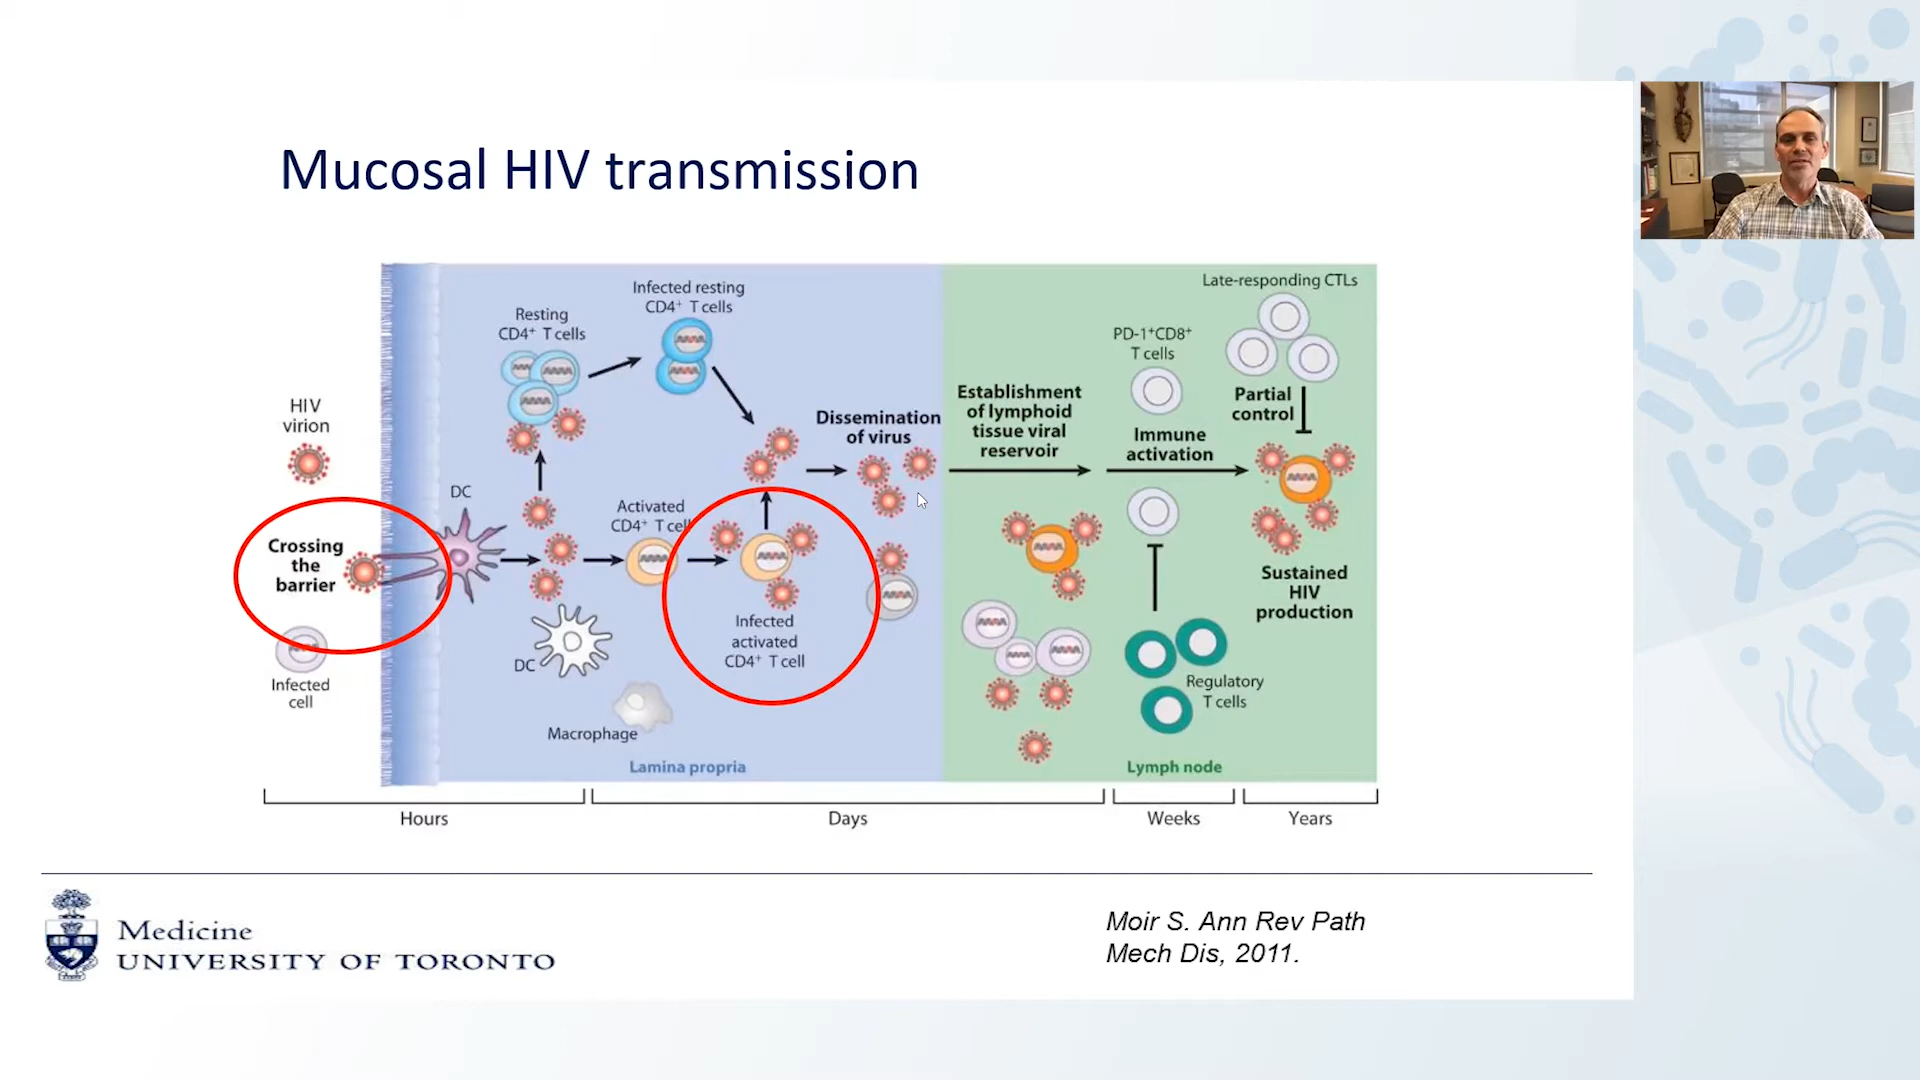 Mucosal HIV transmission
HIV
virion
Crossing
the
barrier
Infected
cell
DC
Resting
CD4⁺ T cells
Infected resting
CD4⁺ T cells
Activated
CD4⁺ T cell
Infected
activated
CD4⁺ T cell
DC
Macrophage
Lamina propria
Dissemination
of virus
Establishment
of lymphoid
tissue viral
reservoir
PD-1⁺CD8⁺
T cells
Immune
activation
Late-responding CTLs
Partial
control
Sustained
HIV
production
Regulatory
T cells
Lymph node
Hours
Days
Weeks
Years
Medicine
UNIVERSITY OF TORONTO
Moir S. Ann Rev Path
Mech Dis, 2011.